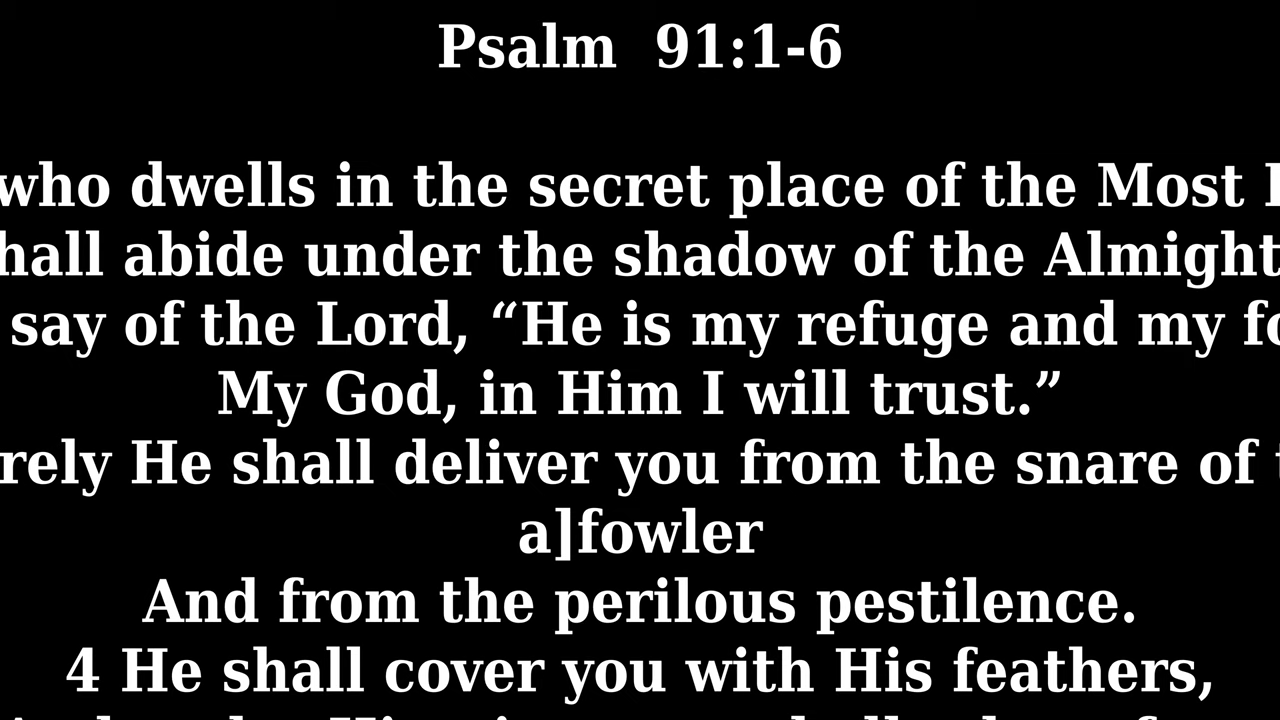 Psalm  91:1-6
who dwells in the secret place of the Most
hall abide under the shadow of the Almight
say of the Lord, “He is my refuge and my fo
My God, in Him I will trust.”
rely He shall deliver you from the snare of
a]fowler
And from the perilous pestilence.
4 He shall cover you with His feathers,